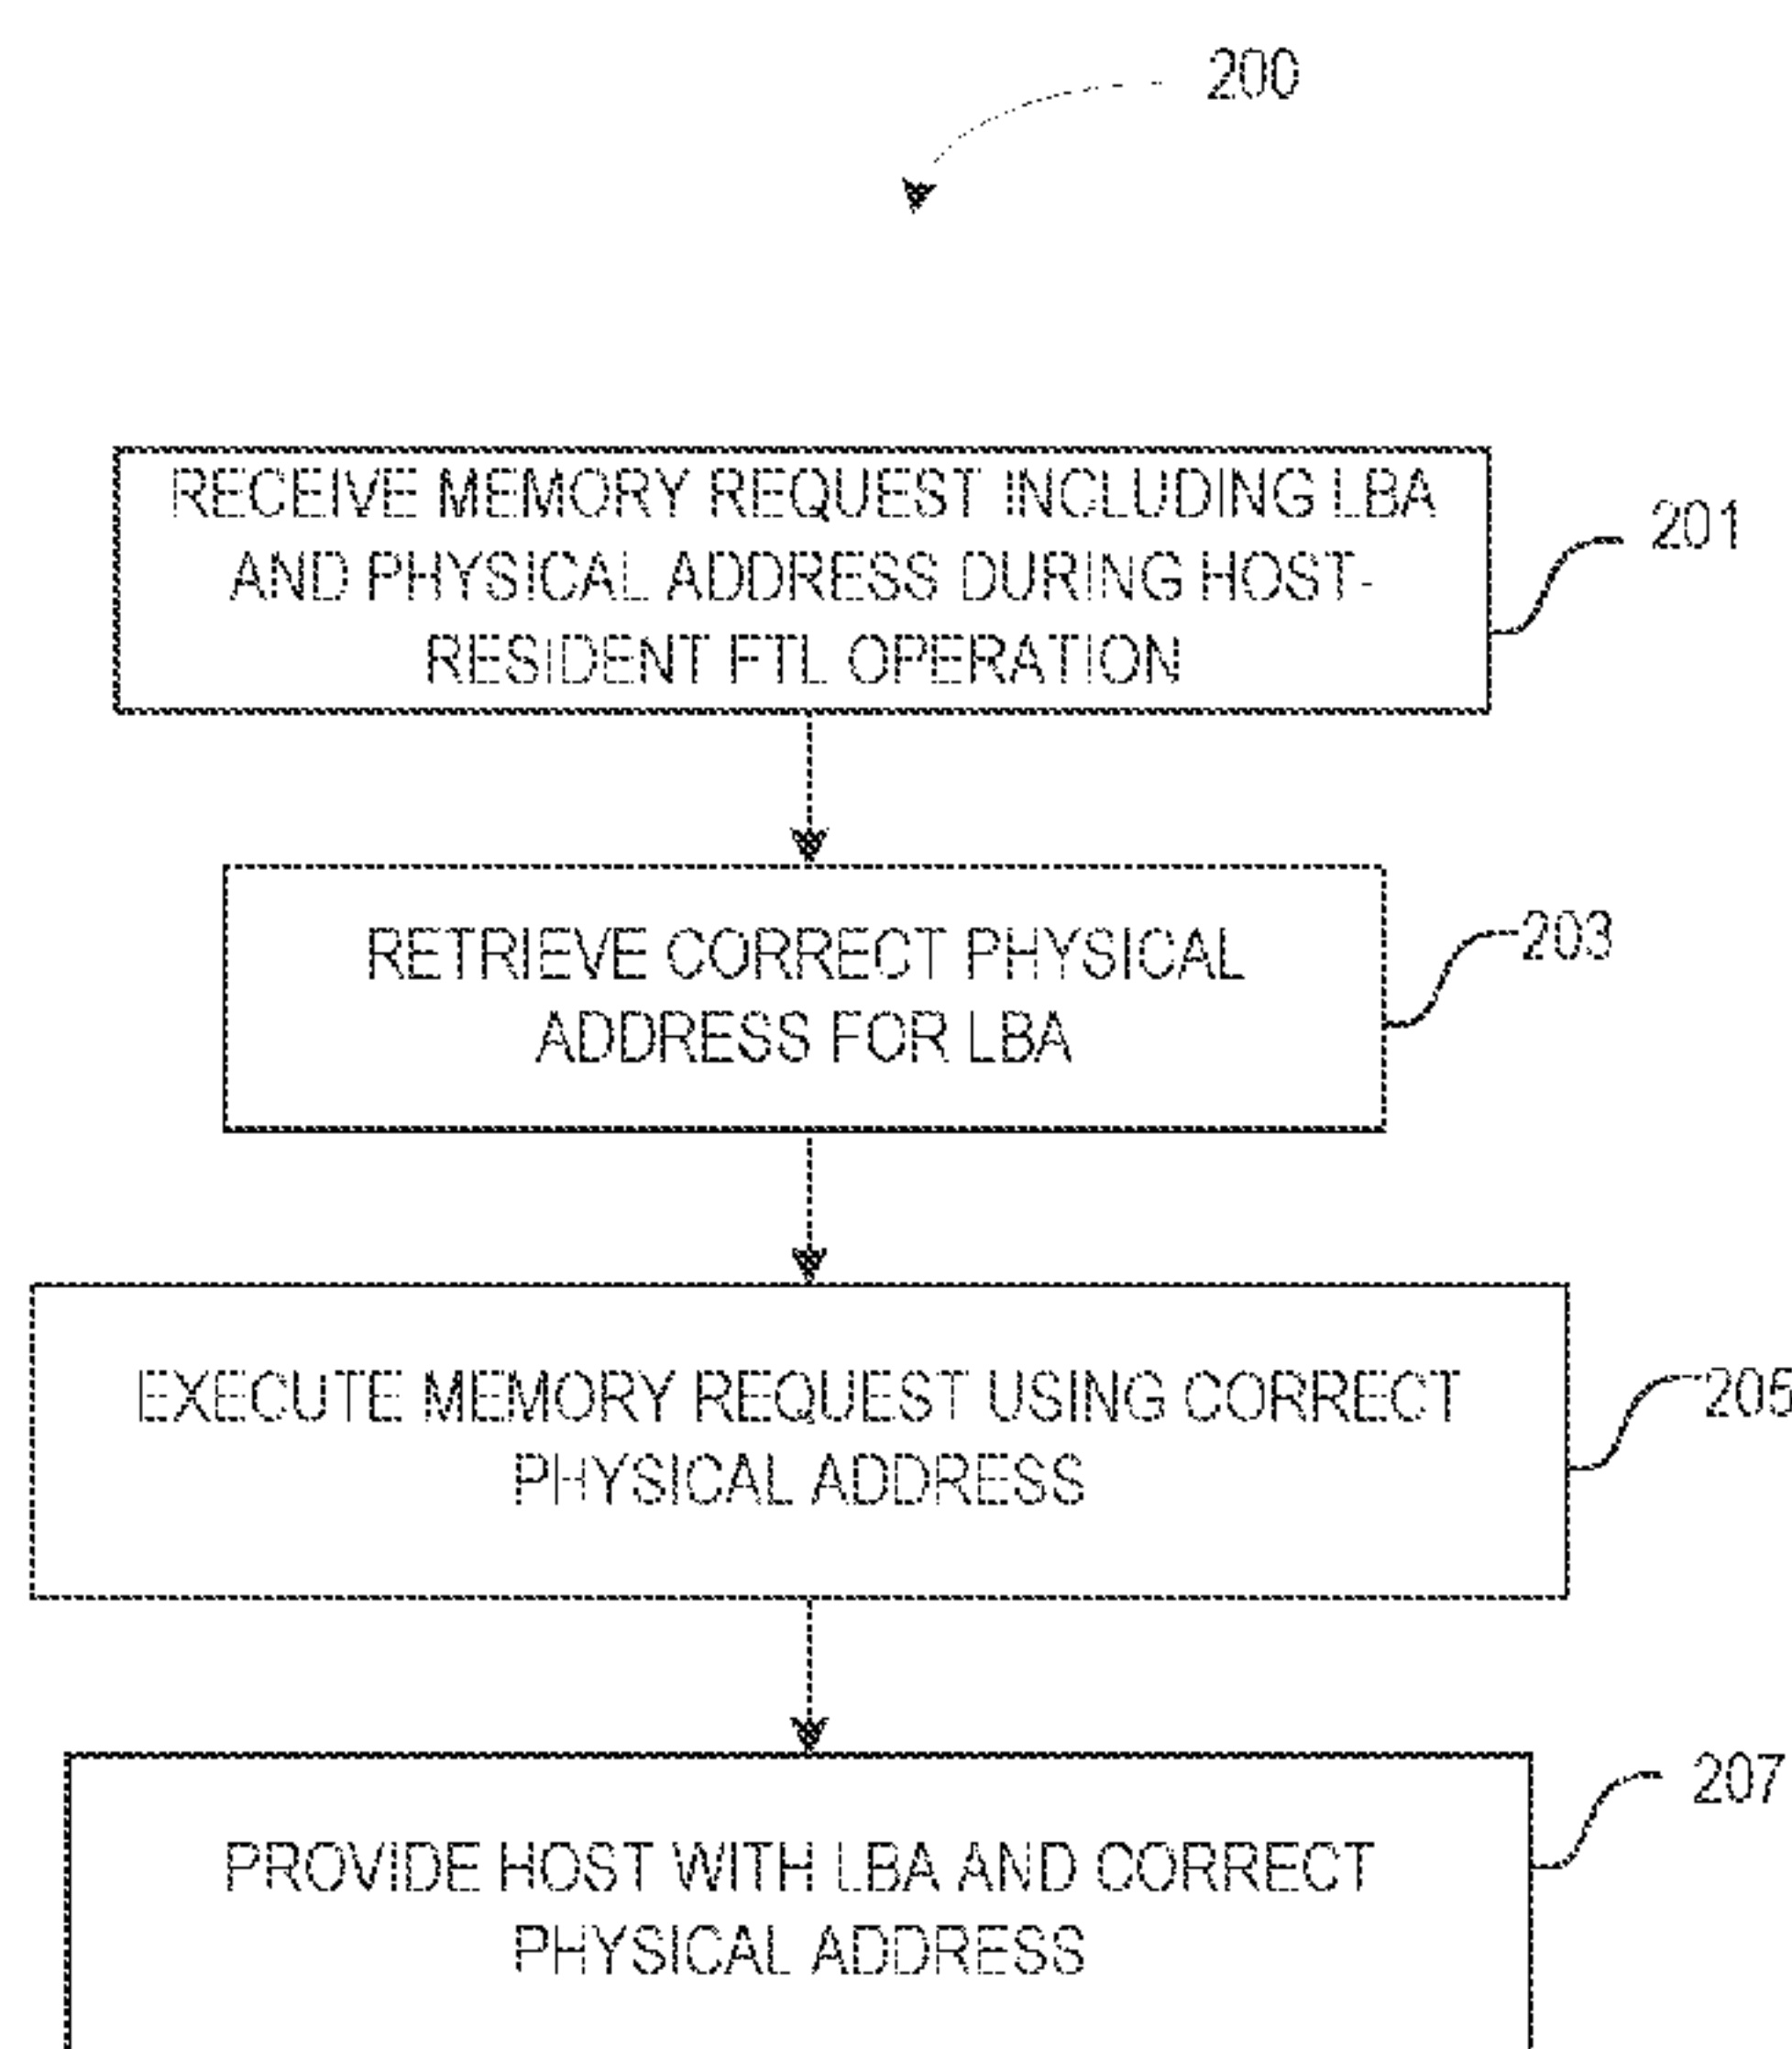 200
RECEIVE MEMORY REQUEST INCLUDING LBA
AND PHYSICAL ADDRESS DURING HOST-
RESIDENT FTL OPERATION
201
RETRIEVE CORRECT PHYSICAL
ADDRESS FOR LBA
203
EXECUTE MEMORY REQUEST USING CORRECT
PHYSICAL ADDRESS
205
PROVIDE HOST WITH LBA AND CORRECT
PHYSICAL ADDRESS
207